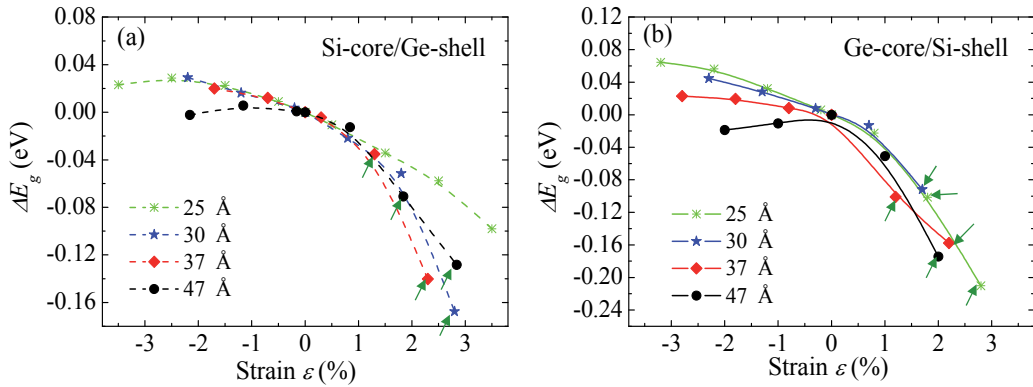 (a)
Si-core/Ge-shell
0.08
0.04
0.00
-0.04
-0.08
-0.12
-0.16
ΔE_g (eV)
25 Å
30 Å
37 Å
47 Å
-3 -2 -1 0 1 2 3
Strain ε (%)
(b)
Ge-core/Si-shell
0.12
0.08
0.04
0.00
-0.04
-0.08
-0.12
-0.16
-0.20
-0.24
ΔE_g (eV)
25 Å
30 Å
37 Å
47 Å
-3 -2 -1 0 1 2 3
Strain ε (%)